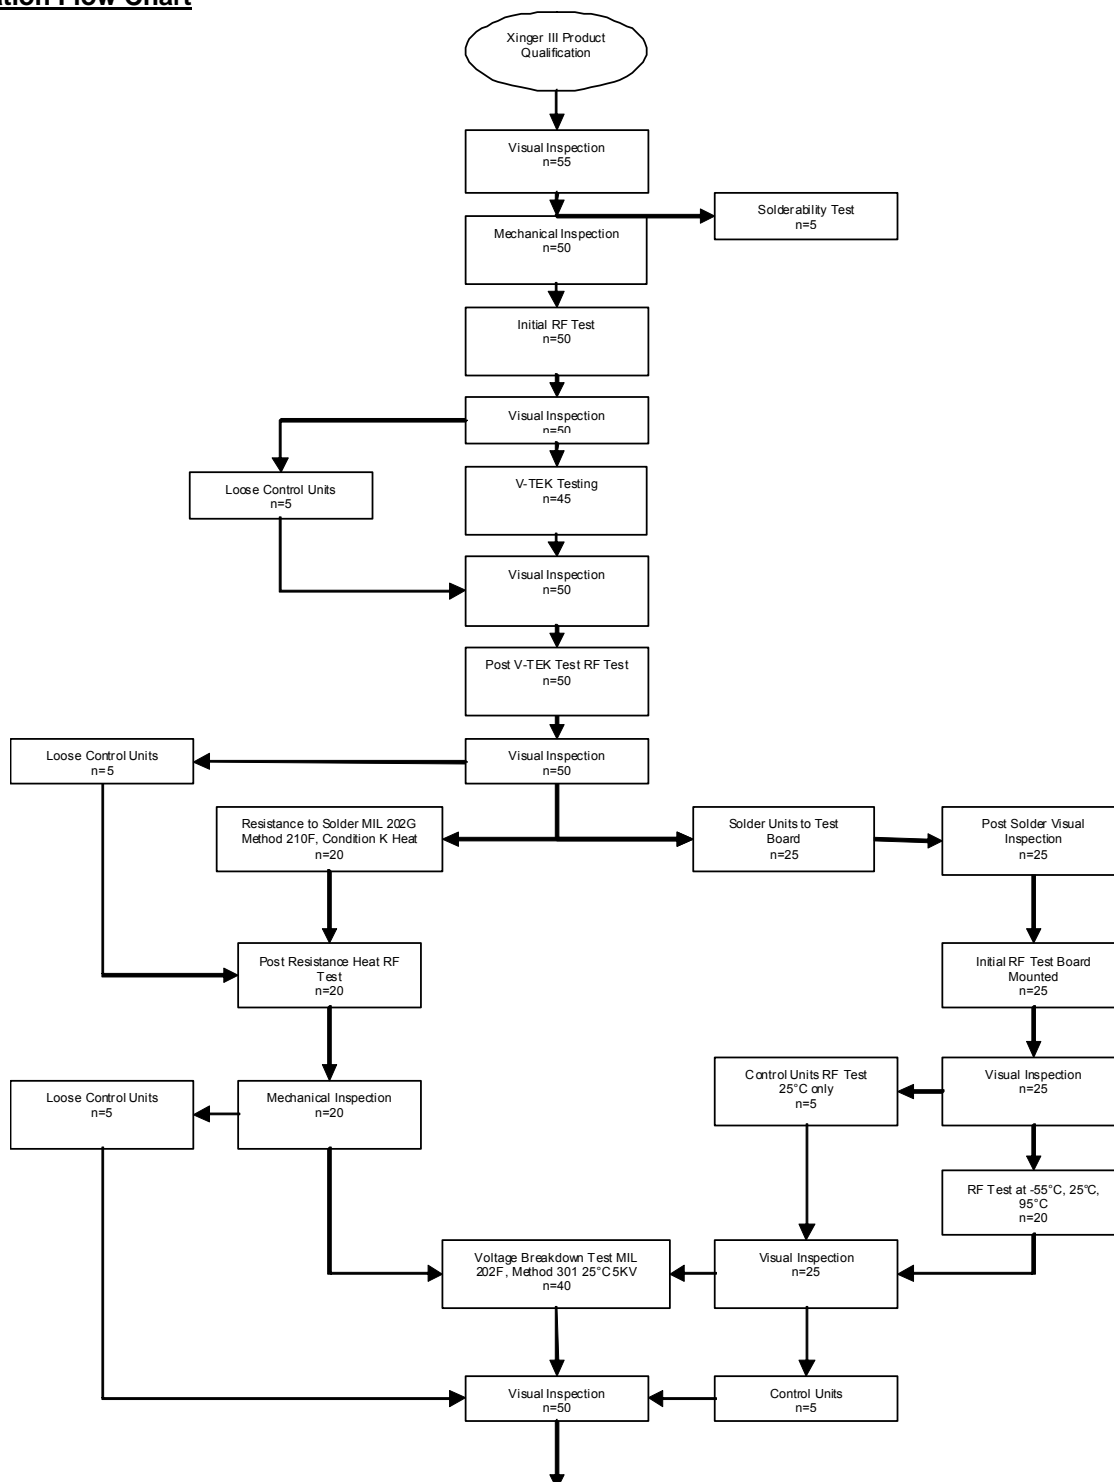 Flow Chart
Xinger III Product
Qualification
Visual Inspection
n=55
Solderability Test
n=5
Mechanical Inspection
n=50
Initial RF Test
n=50
Visual Inspection
n=50
Loose Control Units
n=5
V-TEK Testing
n=45
Visual Inspection
n=50
Post V-TEK Test RF Test
n=50
Loose Control Units
n=5
Visual Inspection
n=50
Resistance to Solder MIL 202G
Method 210F, Condition K Heat
n=20
Solder Units to Test
Board
n=25
Post Solder Visual
Inspection
n=25
Post Resistance Heat RF
Test
n=20
Initial RF Test Board
Mounted
n=25
Loose Control Units
n=5
Mechanical Inspection
n=20
Control Units RF Test
25°C only
n=5
Visual Inspection
n=25
RF Test at -55°C, 25°C,
95°C
n=20
Voltage Breakdown Test MIL
202F, Method 301 25°C 5KV
n=40
Visual Inspection
n=25
Visual Inspection
n=50
Control Units
n=5